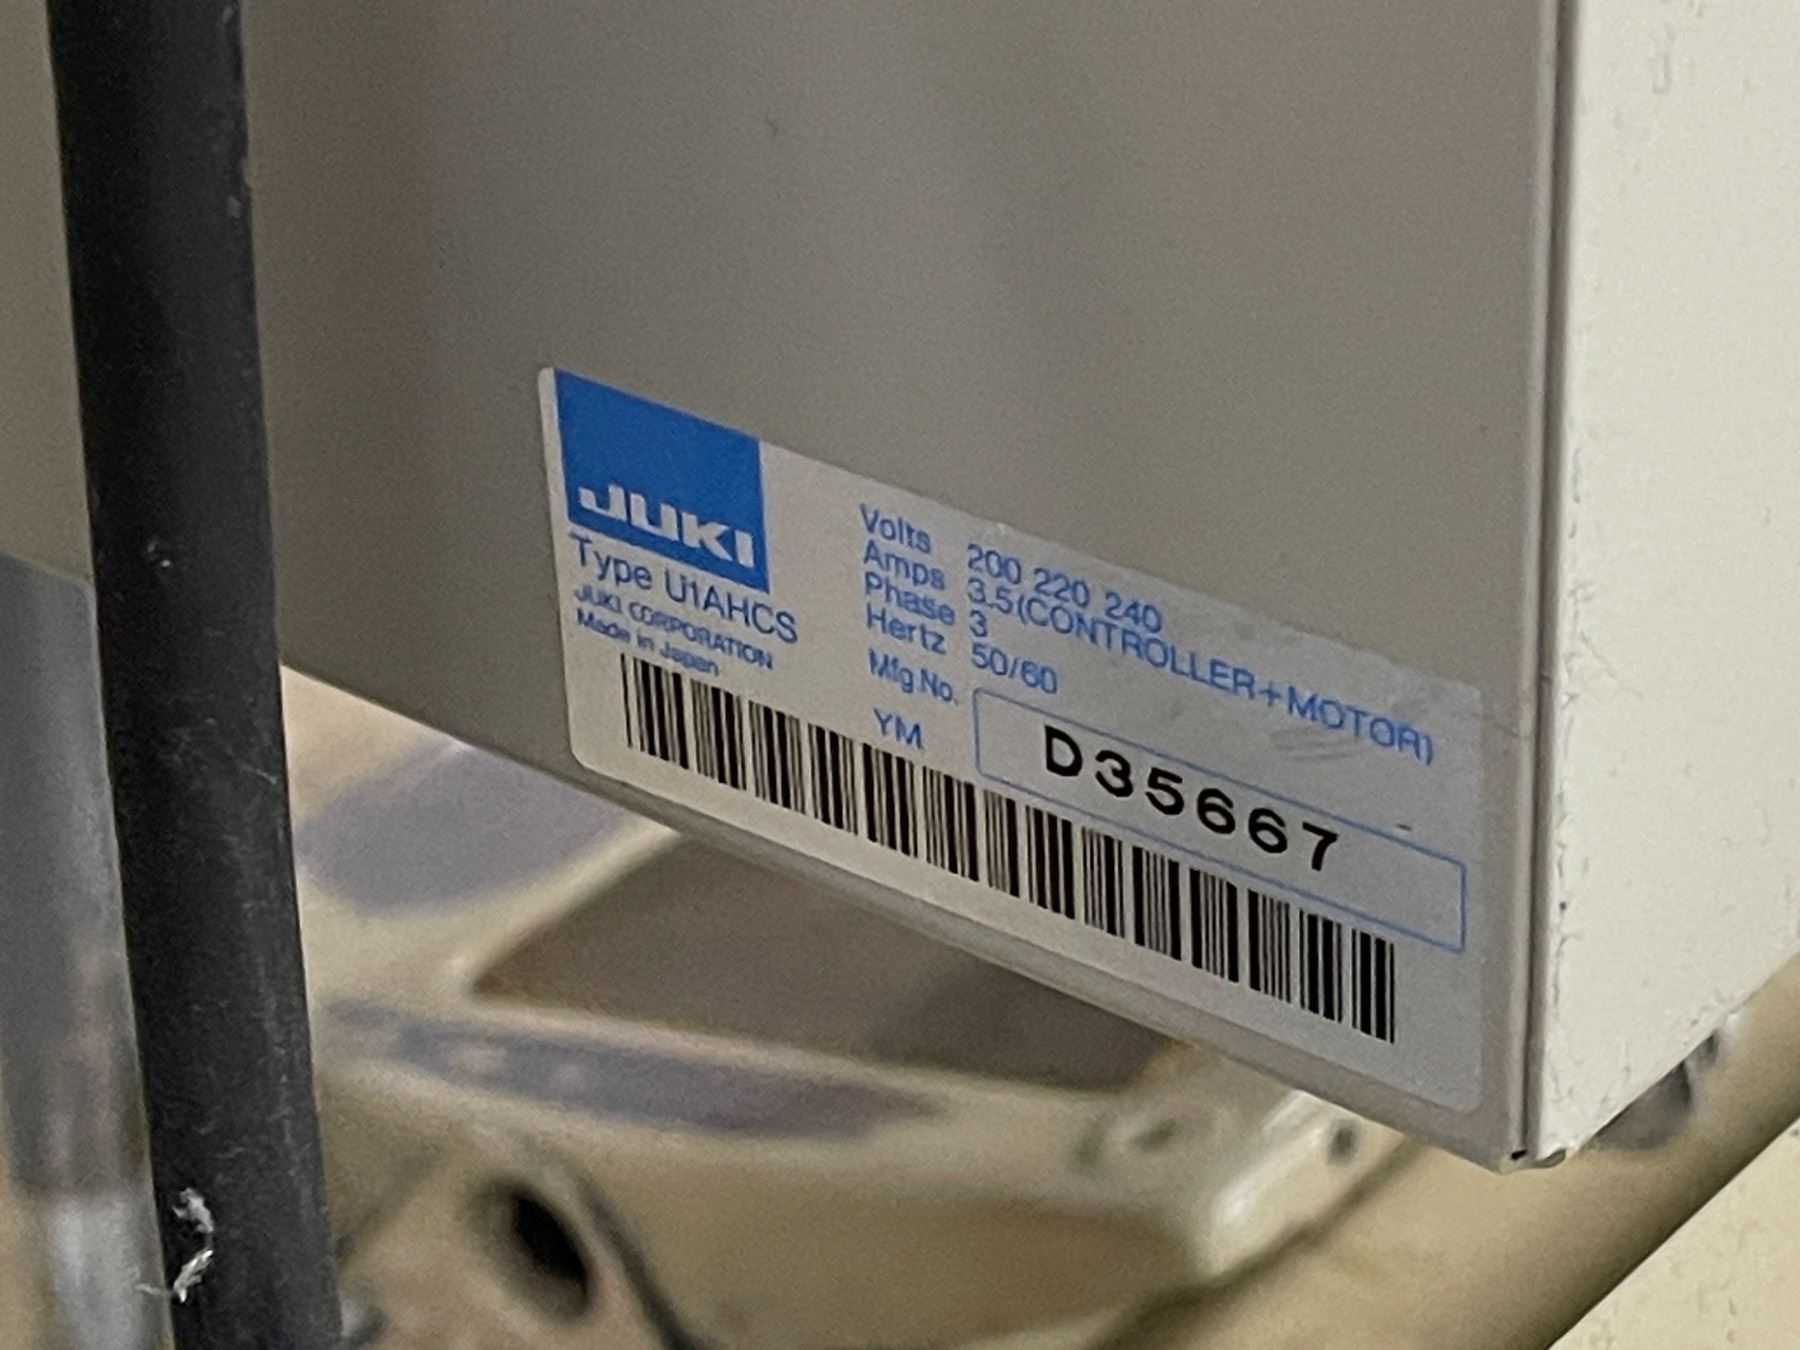 JUKI
Type U1AHCS
JUKI CORPORATION
Made in Japan
Volts 200 220 240
Amps 3.5(CONTROLLER+MOTOR)
Phase 3
Hertz 50/60
Mfg.No. D35667
YM